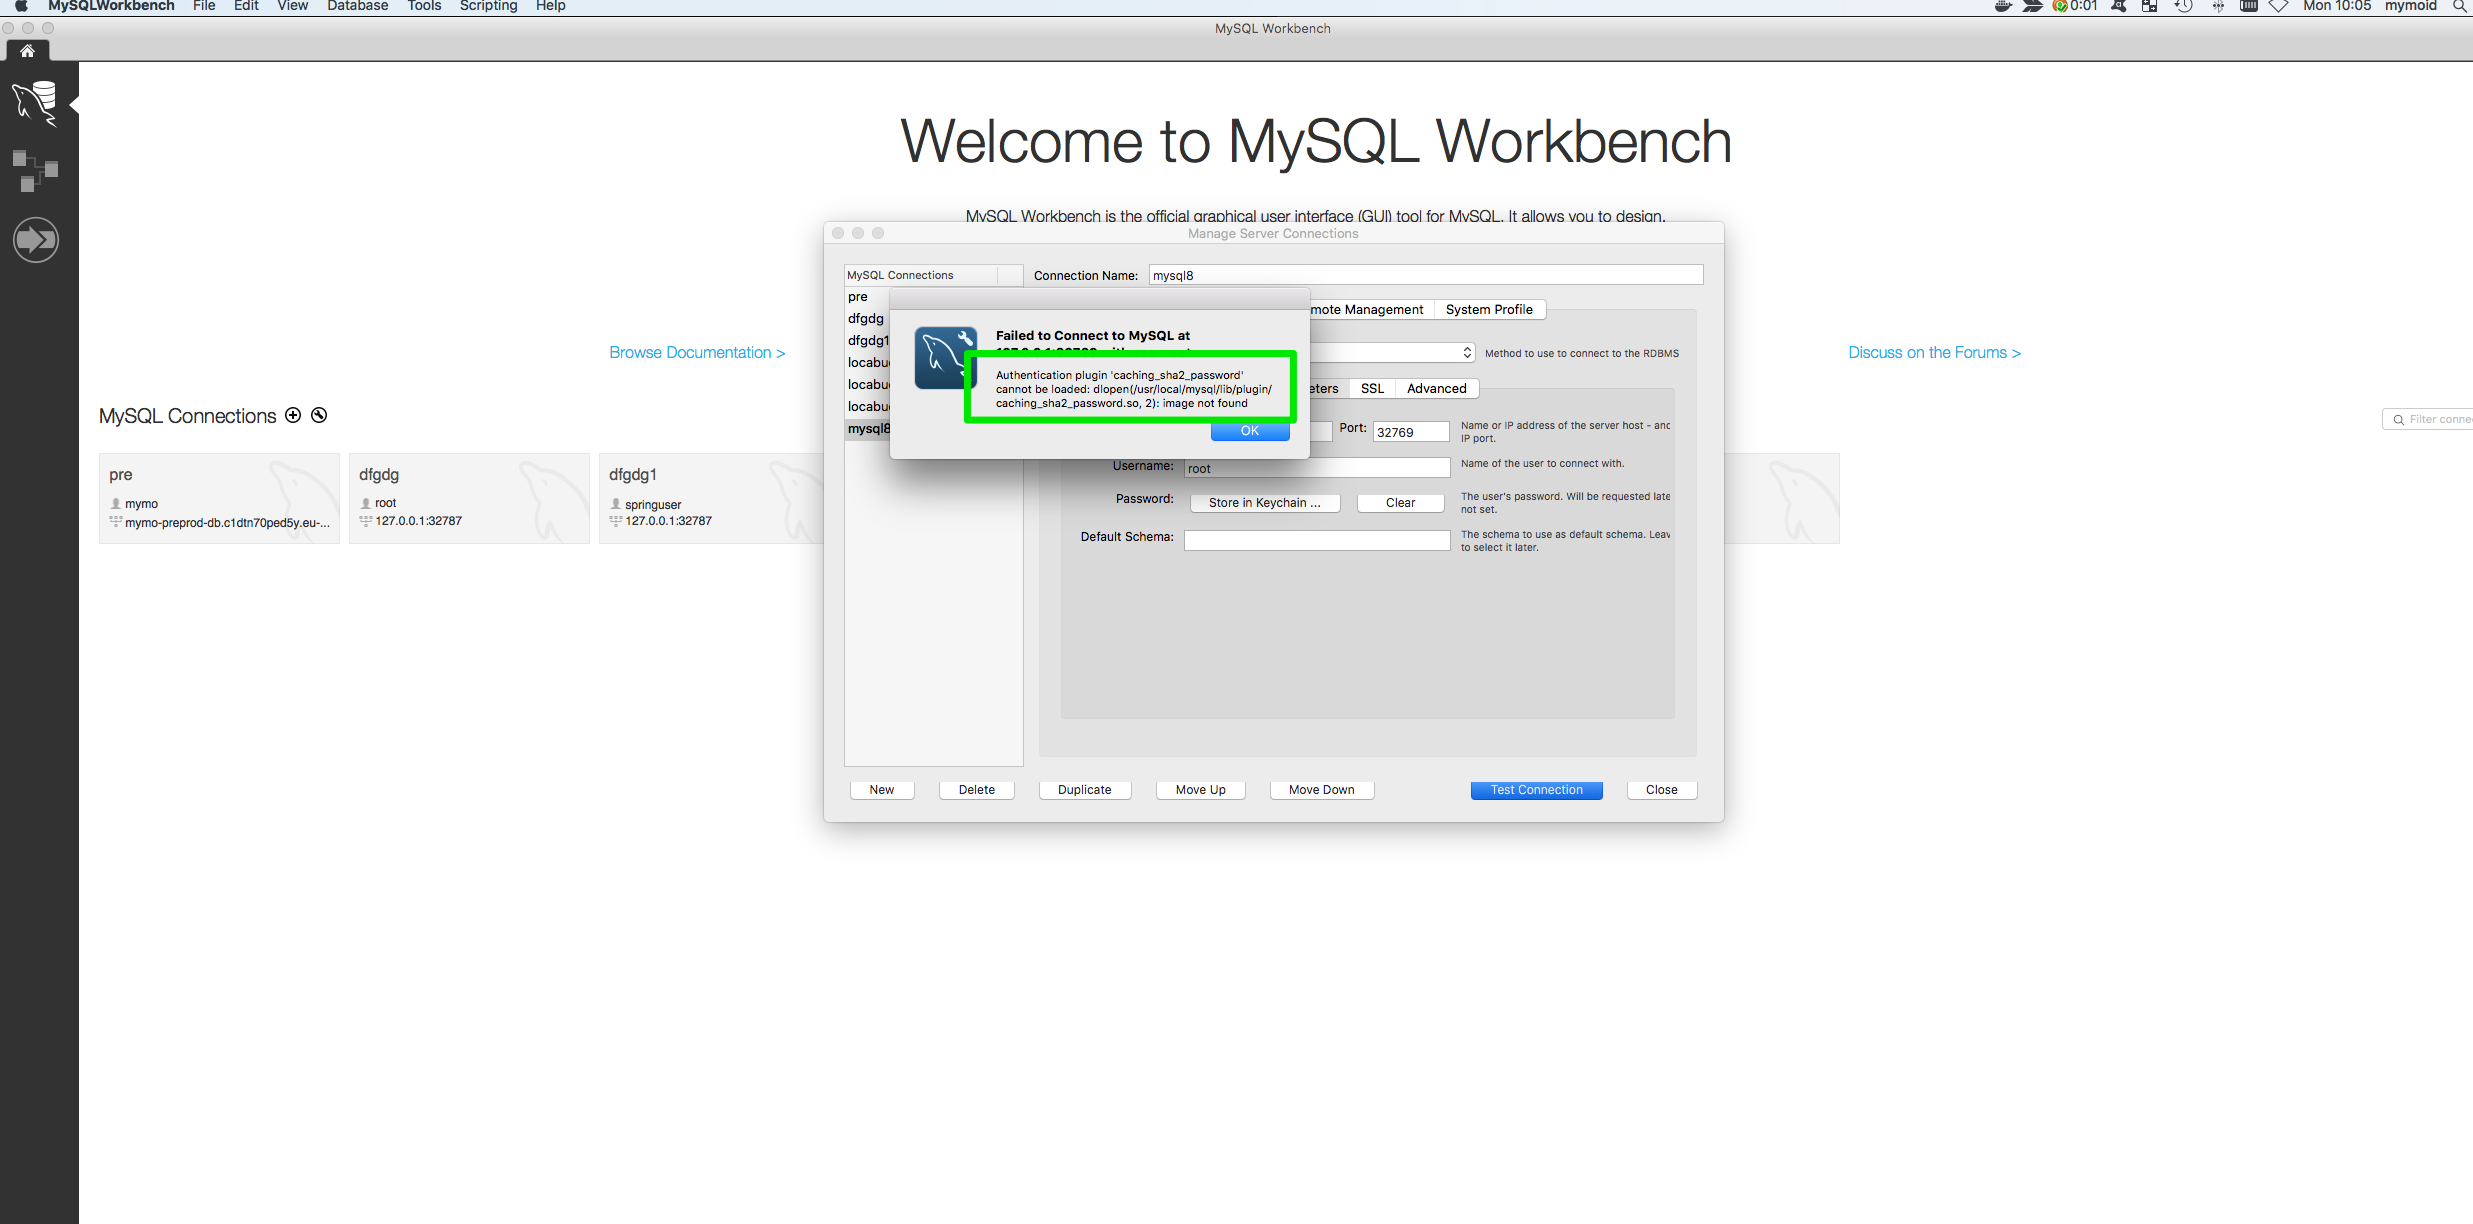 MySQLWorkbench File Edit View Database Tools Scripting Help
0:01 Mon 10:05 mymoid
MySQL Workbench
Welcome to MySQL Workbench
MySQL Workbench is the official graphical user interface (GUI) tool for MySQL. It allows you to design,
Browse Documentation >
Discuss on the Forums >
MySQL Connections
Filter conne
pre
mymo
mymo-preprod-db.c1dtn70ped5y.eu-...
dfgdg
root
127.0.0.1:32787
dfgdg1
springuser
127.0.0.1:32787
Manage Server Connections
MySQL Connections
pre
dfgdg
dfgdg1
locabu
locabu
locabu
mysql8
Connection Name: mysql8
mote Management System Profile
Method to use to connect to the RDBMS
eters SSL Advanced
Port: 32769
Name or IP address of the server host - and
IP port.
Username: root
Name of the user to connect with.
Password: Store in Keychain ... Clear
The user's password. Will be requested late
not set.
Default Schema:
The schema to use as default schema. Leav
to select it later.
New Delete Duplicate Move Up Move Down Test Connection Close
Failed to Connect to MySQL at
Authentication plugin 'caching_sha2_password'
cannot be loaded: dlopen(/usr/local/mysql/lib/plugin/
caching_sha2_password.so, 2): image not found
OK